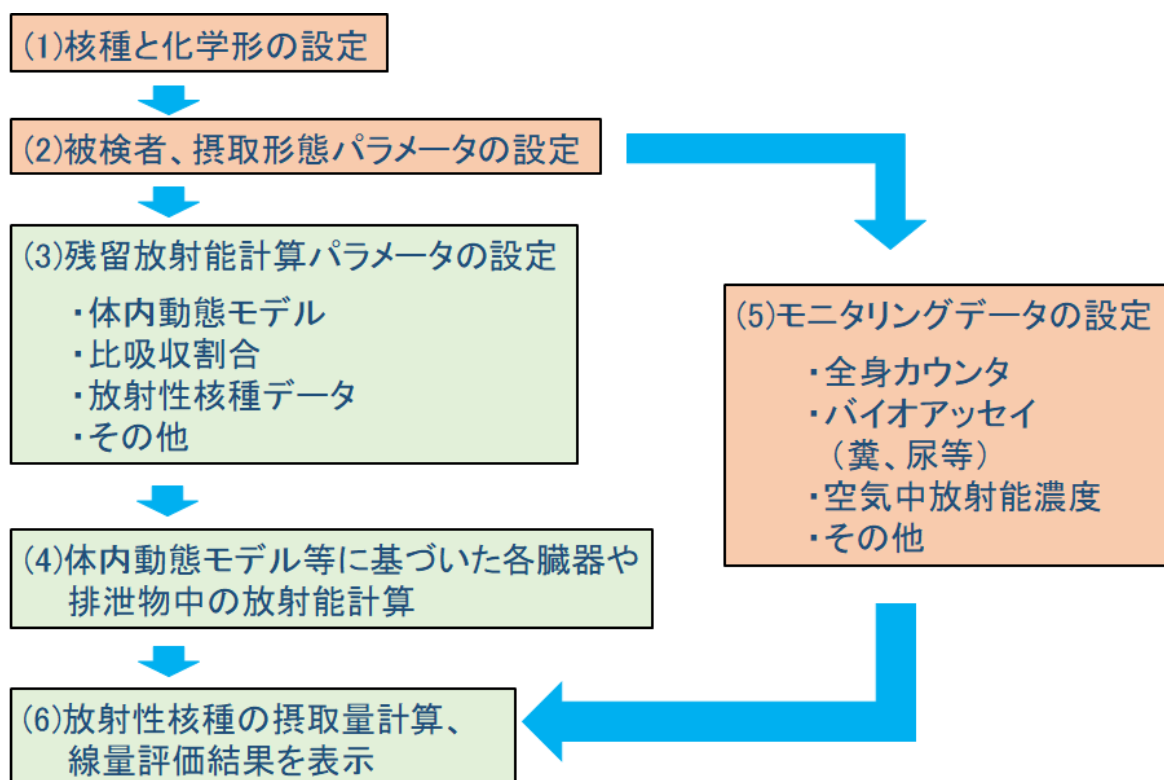 (1)核種と化学形の設定
(2)被検者、摂取形態パラメータの設定
(3)残留放射能計算パラメータの設定
・体内動態モデル
・比吸収割合
・放射性核種データ
・その他
(4)体内動態モデル等に基づいた各臓器や
排泄物中の放射能計算
(5)モニタリングデータの設定
・全身カウンタ
・バイオアッセイ
（糞、尿等）
・空気中放射能濃度
・その他
(6)放射性核種の摂取量計算、
線量評価結果を表示